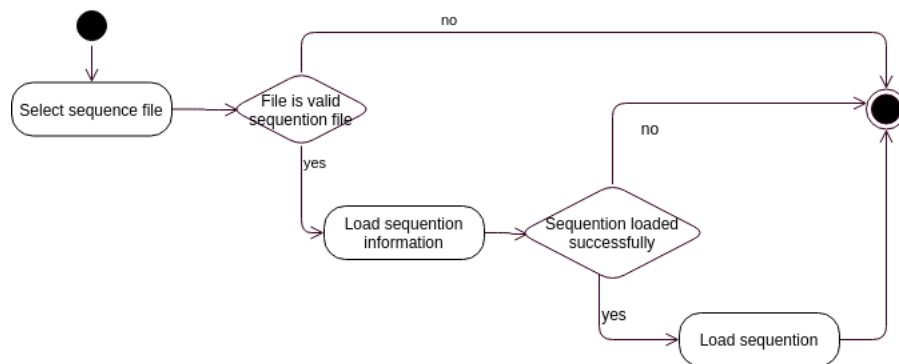 no
Select sequence file
File is valid
sequention file
no
yes
Load sequention
information
Sequention loaded
successfully
yes
Load sequention